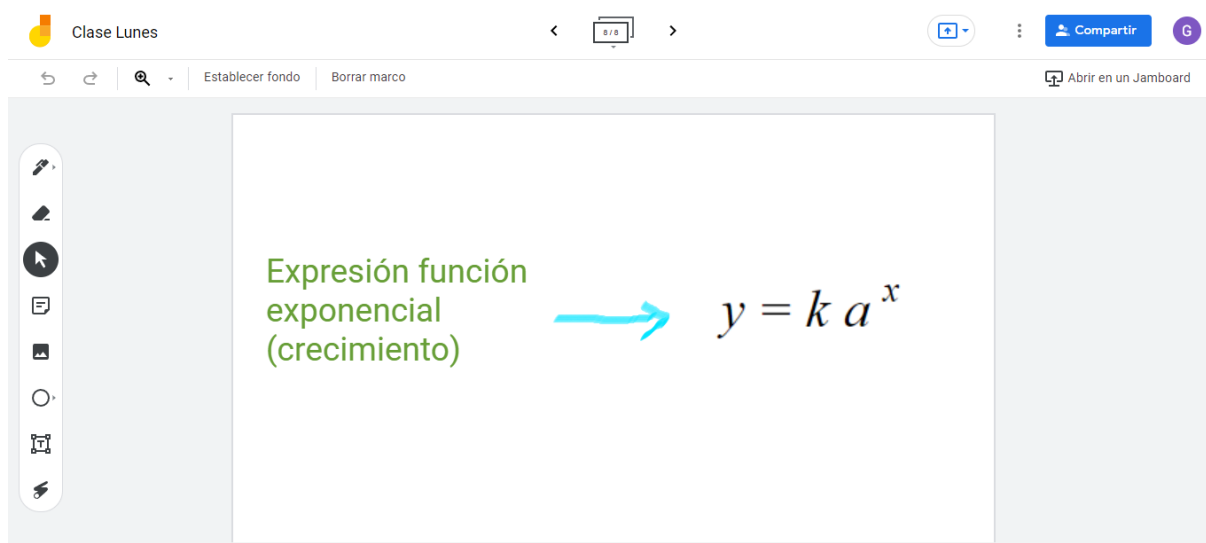 Clase Lunes
8 / 8
Compartir
G
Establecer fondo
Borrar marco
Abrir en un Jamboard
Expresión función
exponencial
(crecimiento)
y = k a^x
T